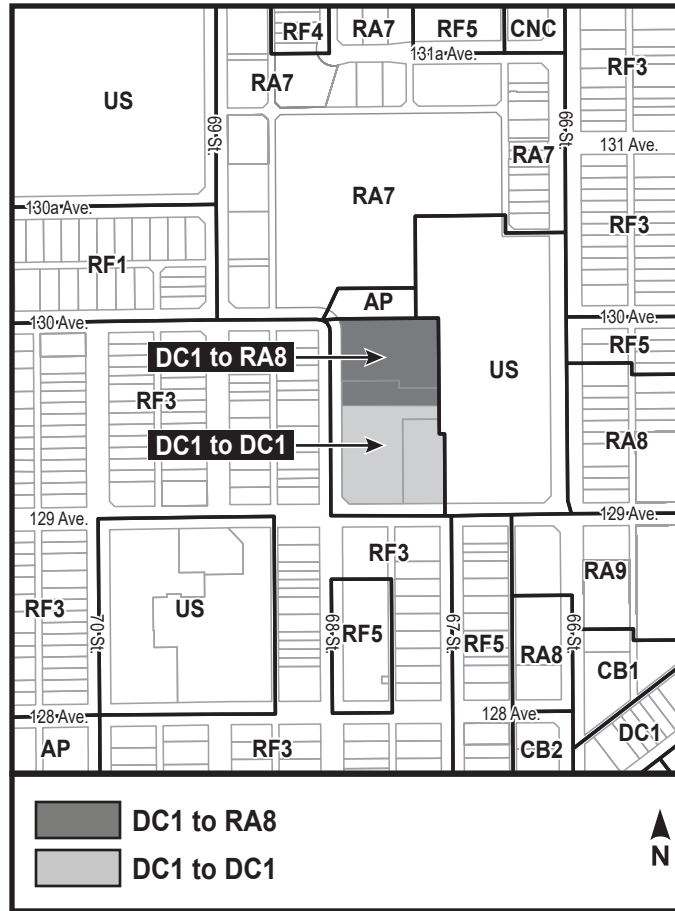 RF4
RA7
RF5
CNC
131a Ave.
RF3
US
RA7
69 St.
66 St.
131 Ave.
RA7
RA7
130a Ave.
RF3
RF1
AP
130 Ave.
130 Ave.
RF5
DC1 to RA8
US
RF3
RA8
DC1 to DC1
129 Ave.
129 Ave.
RF3
RA9
RF3
US
70 St.
68 St.
RF5
67 St.
RF5
66 St.
RA8
CB1
128 Ave.
128 Ave.
DC1
AP
RF3
CB2
DC1 to RA8
DC1 to DC1
N